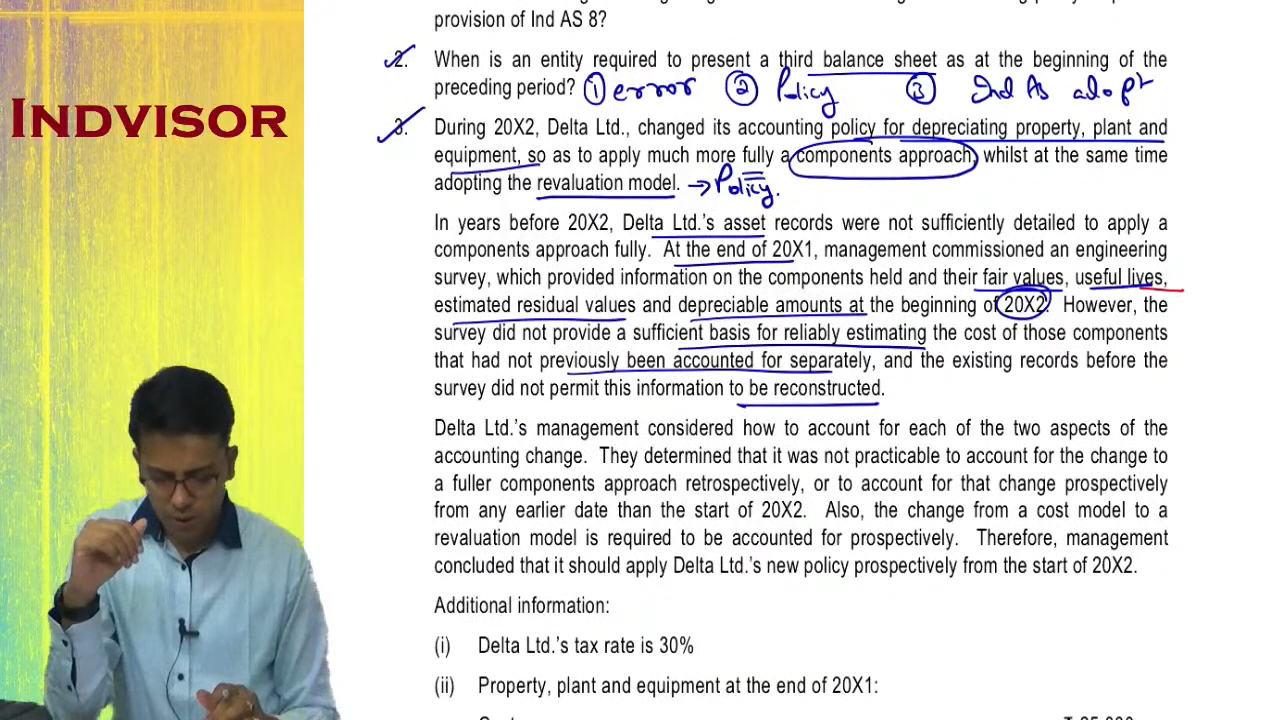 INDVISOR
provision of Ind AS 8?
2. When is an entity required to present a third balance sheet as at the beginning of the
preceding period? ① error ② Policy ③ Ind AS adopt
3. During 20X2, Delta Ltd., changed its accounting policy for depreciating property, plant and
equipment, so as to apply much more fully a components approach, whilst at the same time
adopting the revaluation model. → Policy.
In years before 20X2, Delta Ltd.'s asset records were not sufficiently detailed to apply a
components approach fully. At the end of 20X1, management commissioned an engineering
survey, which provided information on the components held and their fair values, useful lives,
estimated residual values and depreciable amounts at the beginning of 20X2. However, the
survey did not provide a sufficient basis for reliably estimating the cost of those components
that had not previously been accounted for separately, and the existing records before the
survey did not permit this information to be reconstructed.
Delta Ltd.'s management considered how to account for each of the two aspects of the
accounting change. They determined that it was not practicable to account for the change to
a fuller components approach retrospectively, or to account for that change prospectively
from any earlier date than the start of 20X2. Also, the change from a cost model to a
revaluation model is required to be accounted for prospectively. Therefore, management
concluded that it should apply Delta Ltd.'s new policy prospectively from the start of 20X2.
Additional information:
(i) Delta Ltd.'s tax rate is 30%
(ii) Property, plant and equipment at the end of 20X1: